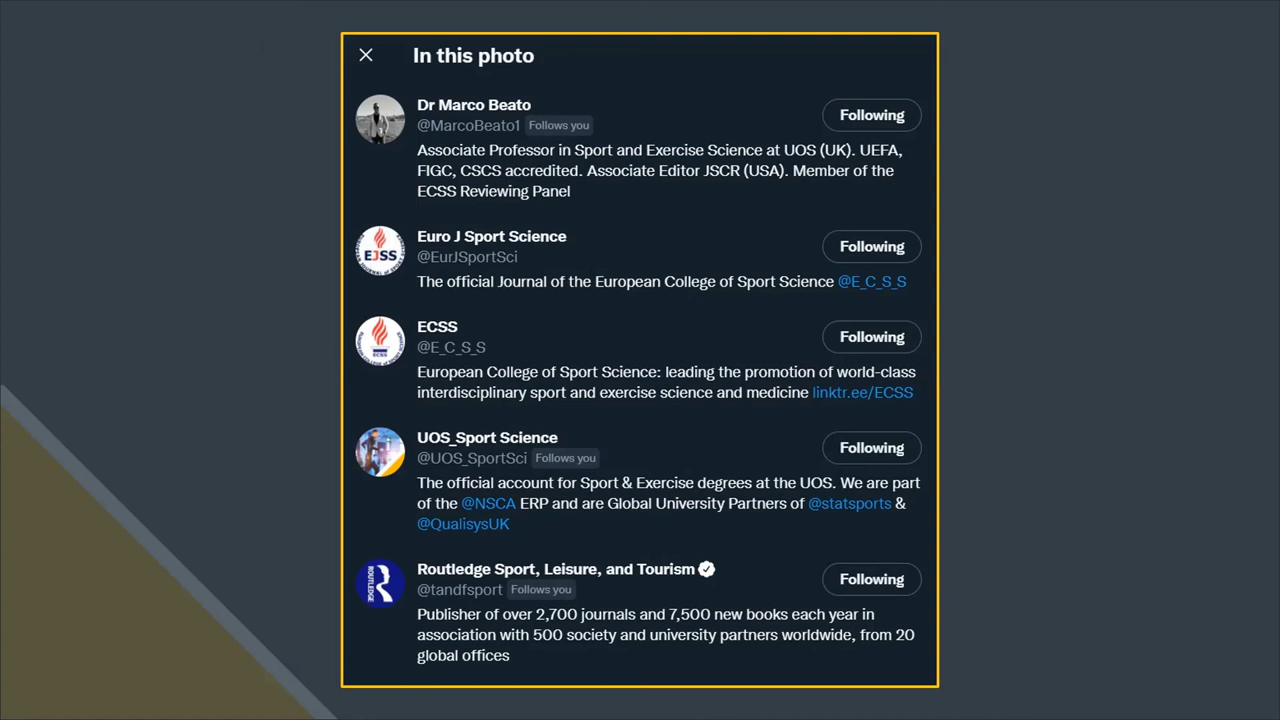 In this photo
Dr Marco Beato
Following
@MarcoBeato1 Follows you
Associate Professor in Sport and Exercise Science at UOS (UK). UEFA,
FIGC, CSCS accredited. Associate Editor JSCR (USA). Member of the
ECSS Reviewing Panel
EJSS
Euro J Sport Science
Following
@EurJSportSci
The official Journal of the European College of Sport Science @E_C_S_S
ECSS
ECSS
Following
@E_C_S_S
European College of Sport Science: leading the promotion of world-class
interdisciplinary sport and exercise science and medicine linktr.ee/ECSS
UOS_Sport Science
Following
@UOS_SportSci Follows you
The official account for Sport & Exercise degrees at the UOS. We are part
of the @NSCA ERP and are Global University Partners of @statsports &
@QualisysUK
ROUTLEDGE
Routledge Sport, Leisure, and Tourism
Following
@tandfsport Follows you
Publisher of over 2,700 journals and 7,500 new books each year in
association with 500 society and university partners worldwide, from 20
global offices